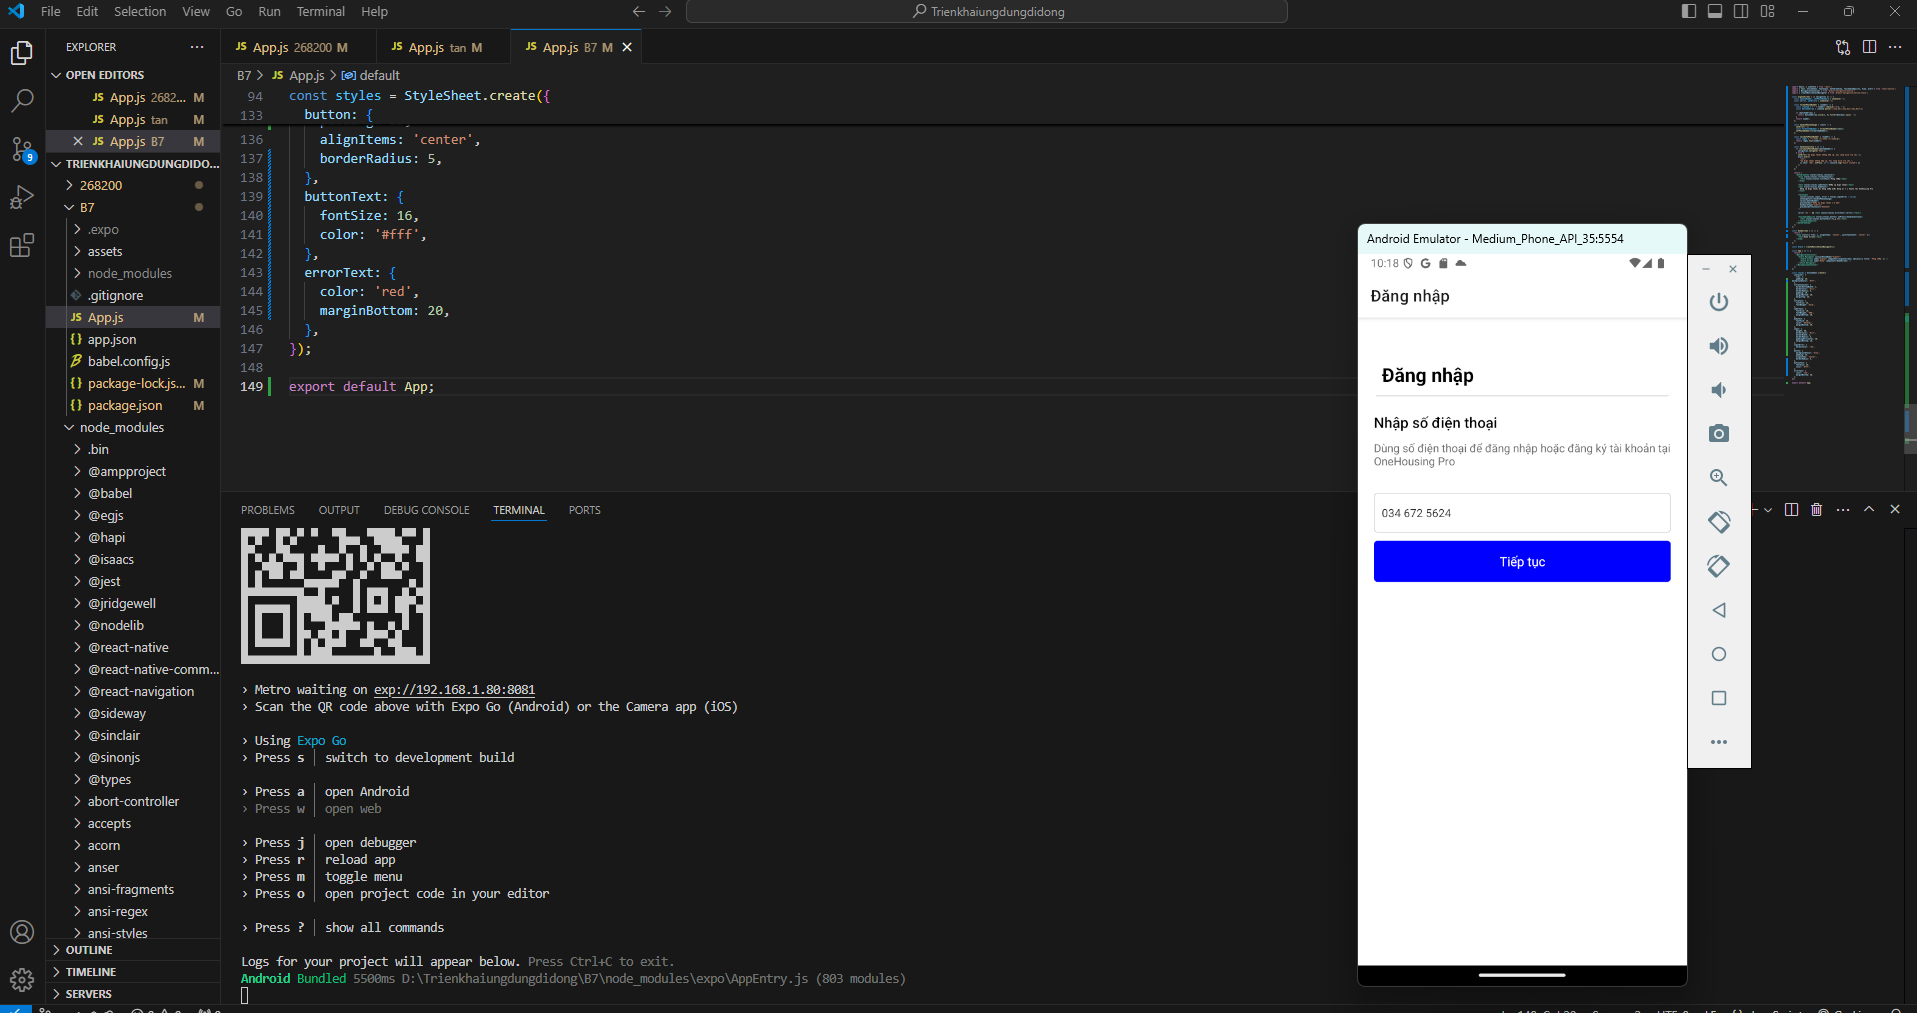 File Edit Selection View Go Run Terminal Help
Trienkhaiungdungdidong
EXPLORER
OPEN EDITORS
App.js 2682... M
App.js tan M
App.js B7 M
TRIENKHAIUNGDUNGDIDO...
268200
B7
.expo
assets
node_modules
.gitignore
JS App.js M
{} app.json
babel.config.js
{} package-lock.js... M
{} package.json M
node_modules
.bin
@ampproject
@babel
@egjs
@hapi
@isaacs
@jest
@jridgewell
@nodelib
@react-native
@react-native-comm...
@react-navigation
@sideway
@sinclair
@sinonjs
@types
abort-controller
accepts
acorn
anser
ansi-fragments
ansi-regex
ansi-styles
OUTLINE
TIMELINE
SERVERS
9
JS App.js 268200 M
JS App.js tan M
JS App.js B7 M
B7 > JS App.js > default
94 const styles = StyleSheet.create({
133 button: {
136 alignItems: 'center',
137 borderRadius: 5,
138 },
139 buttonText: {
140 fontSize: 16,
141 color: '#fff',
142 },
143 errorText: {
144 color: 'red',
145 marginBottom: 20,
146 },
147 });
148
149 export default App;
PROBLEMS OUTPUT DEBUG CONSOLE TERMINAL PORTS
› Metro waiting on exp://192.168.1.80:8081
› Scan the QR code above with Expo Go (Android) or the Camera app (iOS)
› Using Expo Go
› Press s │ switch to development build
› Press a │ open Android
› Press w │ open web
› Press j │ open debugger
› Press r │ reload app
› Press m │ toggle menu
› Press o │ open project code in your editor
› Press ? │ show all commands
Logs for your project will appear below. Press Ctrl+C to exit.
Android Bundled 5500ms D:\Trienkhaiungdungdidong\B7\node_modules\expo\AppEntry.js (803 modules)
Android Emulator - Medium_Phone_API_35:5554
10:18
Đăng nhập
Đăng nhập
Nhập số điện thoại
Dùng số điện thoại để đăng nhập hoặc đăng ký tài khoản tại
OneHousing Pro
034 672 5624
Tiếp tục